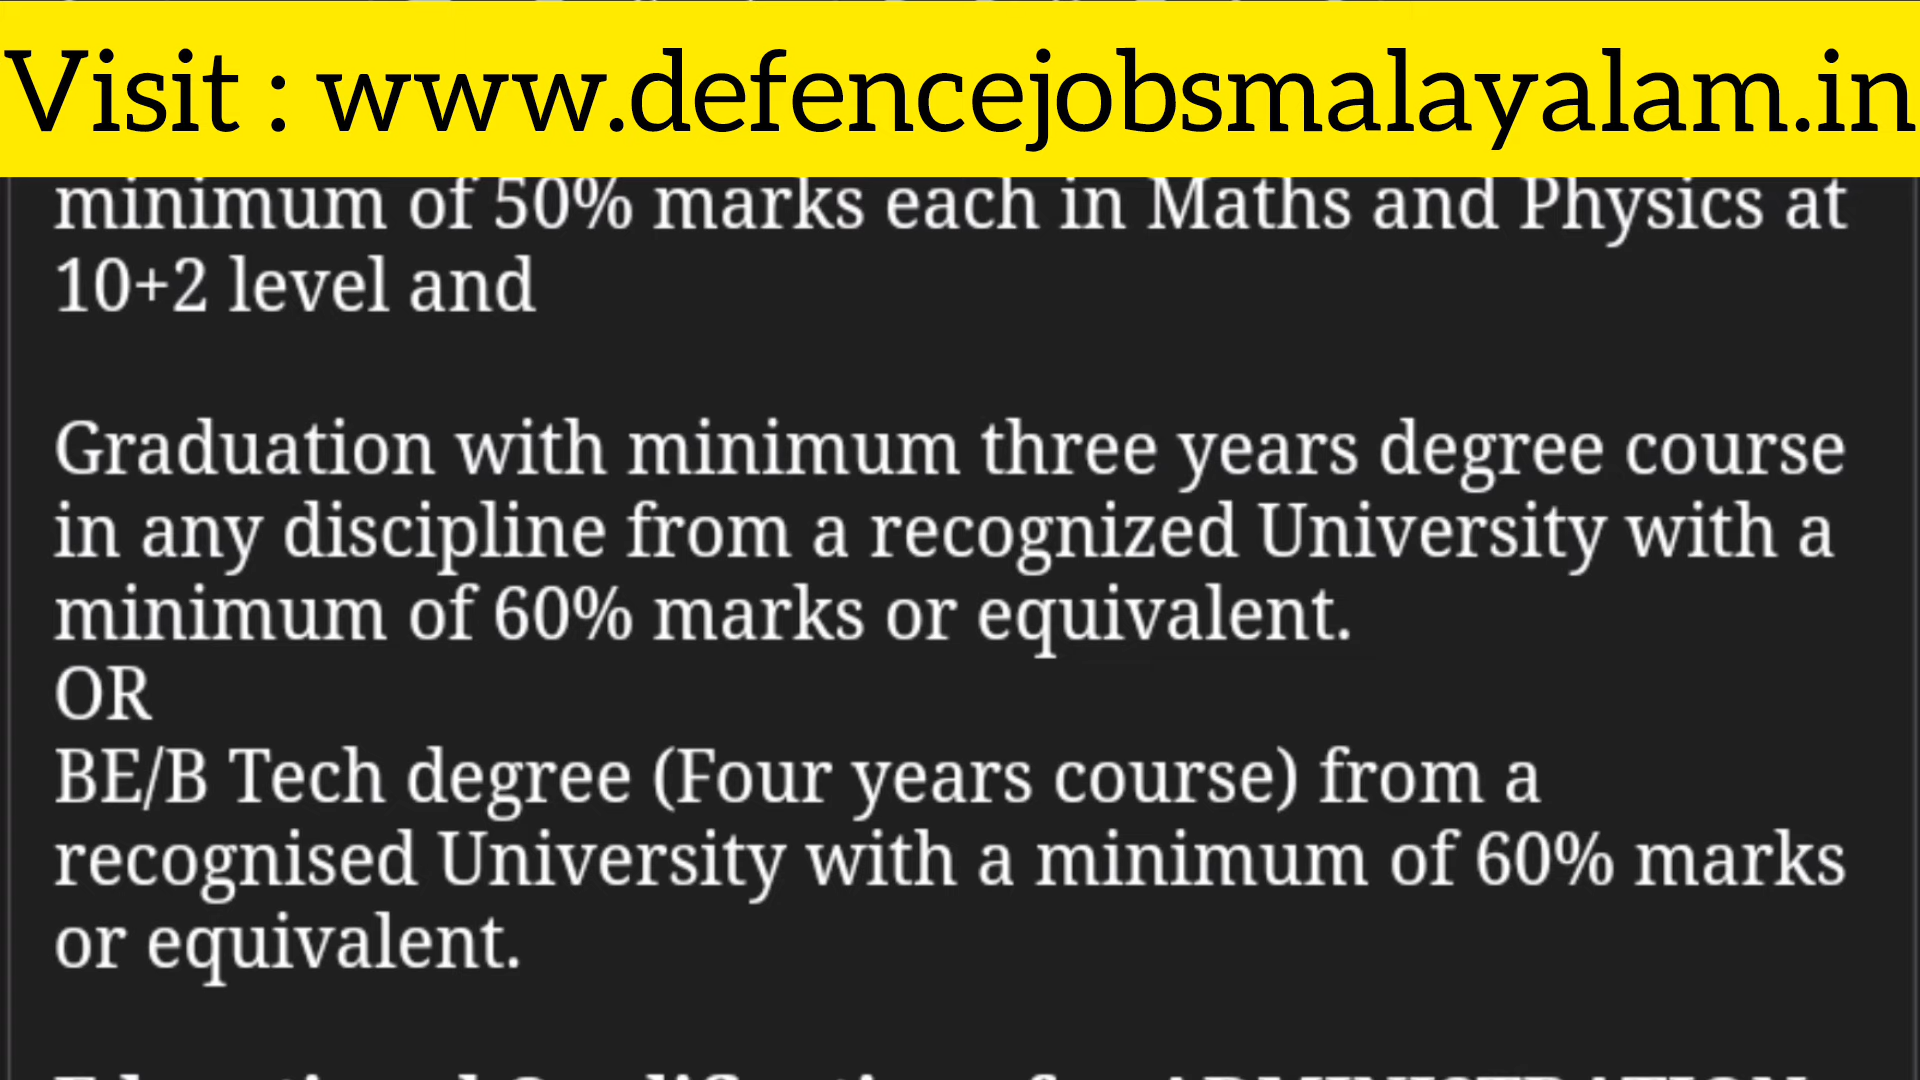 Visit : www.defencejobsmalayalam.in
minimum of 50% marks each in Maths and Physics at
10+2 level and
Graduation with minimum three years degree course
in any discipline from a recognized University with a
minimum of 60% marks or equivalent.
OR
BE/B Tech degree (Four years course) from a
recognised University with a minimum of 60% marks
or equivalent.